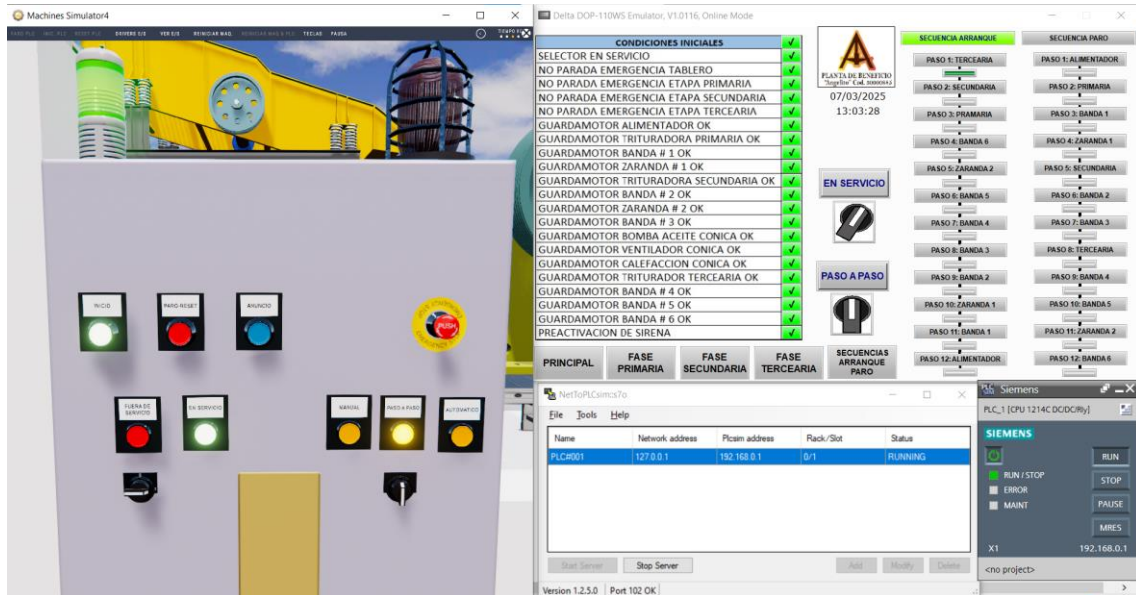 Machines Simulator4
DRIVERS E/S VER E/S REINICIAR MAQ. TECLAS PAUSA
INICIO
PARO-RESET
ANUNCIO
PUSH
FUERA DE SERVICIO
EN SERVICIO
MANUAL
PASO A PASO
AUTOMATICO
Delta DOP-110WS Emulator, V1.0116, Online Mode
CONDICIONES INICIALES
SELECTOR EN SERVICIO
NO PARADA EMERGENCIA TABLERO
NO PARADA EMERGENCIA ETAPA PRIMARIA
NO PARADA EMERGENCIA ETAPA SECUNDARIA
NO PARADA EMERGENCIA ETAPA TERCEARIA
GUARDAMOTOR ALIMENTADOR OK
GUARDAMOTOR TRITURADORA PRIMARIA OK
GUARDAMOTOR BANDA # 1 OK
GUARDAMOTOR ZARANDA # 1 OK
GUARDAMOTOR TRITURADORA SECUNDARIA OK
GUARDAMOTOR BANDA # 2 OK
GUARDAMOTOR ZARANDA # 2 OK
GUARDAMOTOR BANDA # 3 OK
GUARDAMOTOR BOMBA ACEITE CONICA OK
GUARDAMOTOR VENTILADOR CONICA OK
GUARDAMOTOR CALEFACCION CONICA OK
GUARDAMOTOR TRITURADOR TERCEARIA OK
GUARDAMOTOR BANDA # 4 OK
GUARDAMOTOR BANDA # 5 OK
GUARDAMOTOR BANDA # 6 OK
PREACTIVACION DE SIRENA
PLANTA DE BENEFICIO
07/03/2025
13:03:28
EN SERVICIO
PASO A PASO
SECUENCIA ARRANQUE
PASO 1: TERCEARIA
PASO 2: SECUNDARIA
PASO 3: PRAMARIA
PASO 4: BANDA 6
PASO 5: ZARANDA 2
PASO 6: BANDA 5
PASO 7: BANDA 4
PASO 8: BANDA 3
PASO 9: BANDA 2
PASO 10: ZARANDA 1
PASO 11: BANDA 1
PASO 12: ALIMENTADOR
SECUENCIA PARO
PASO 1: ALIMENTADOR
PASO 2: PRIMARIA
PASO 3: BANDA 1
PASO 4: ZARANDA 1
PASO 5: SECUNDARIA
PASO 6: BANDA 2
PASO 7: BANDA 3
PASO 8: TERCEARIA
PASO 9: BANDA 4
PASO 10: BANDA 5
PASO 11: ZARANDA 2
PASO 12: BANDA 6
PRINCIPAL
FASE PRIMARIA
FASE SECUNDARIA
FASE TERCEARIA
SECUENCIAS ARRANQUE PARO
NetToPLCsim::s7o
File Tools Help
Name Network address Plcsim address Rack/Slot Status
PLC#001 127.0.0.1 192.168.0.1 0/1 RUNNING
Start Server Stop Server Add Modify Delete
Version 1.2.5.0 Port 102 OK
Siemens
PLC_1 [CPU 1214C DC/DC/Rly]
SIEMENS
RUN
RUN / STOP
STOP
ERROR
MAINT
PAUSE
MRES
X1 192.168.0.1
<no project>